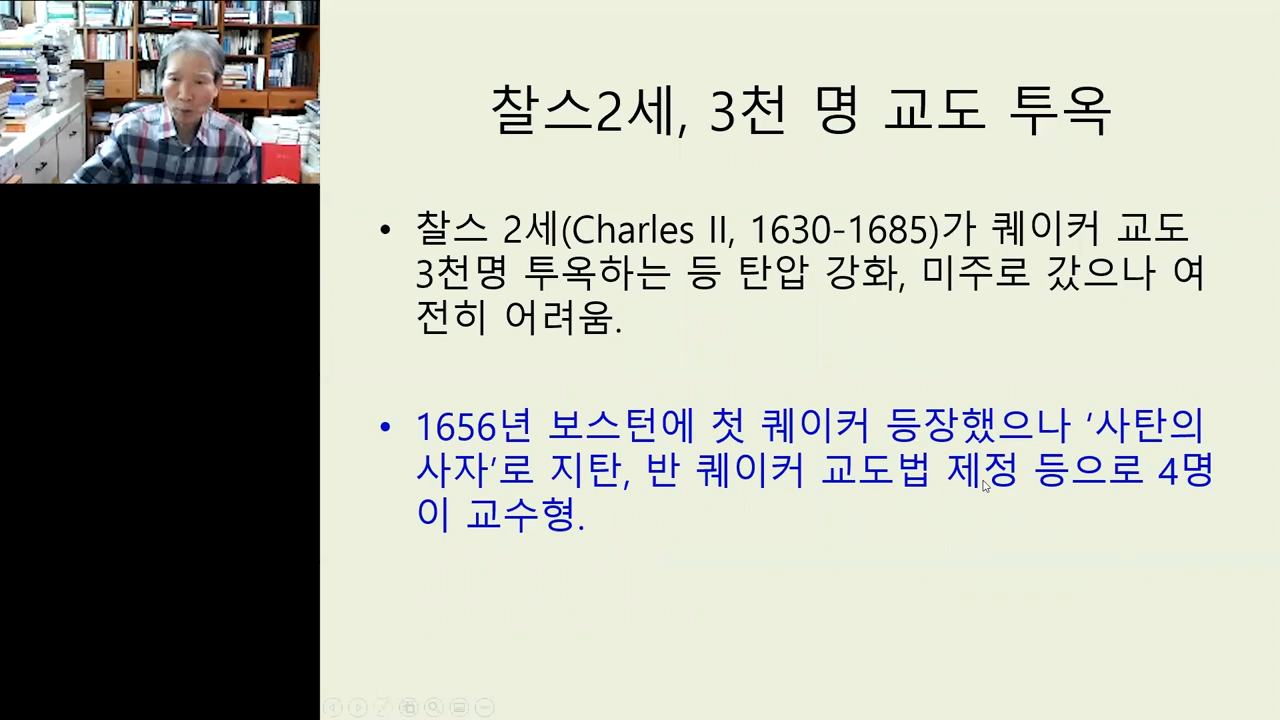 찰스2세, 3천 명 교도 투옥
• 찰스 2세(Charles II, 1630-1685)가 퀘이커 교도
3천명 투옥하는 등 탄압 강화, 미주로 갔으나 여
전히 어려움.
• 1656년 보스턴에 첫 퀘이커 등장했으나 ‘사탄의
사자’로 지탄, 반 퀘이커 교도법 제정 등으로 4명
이 교수형.